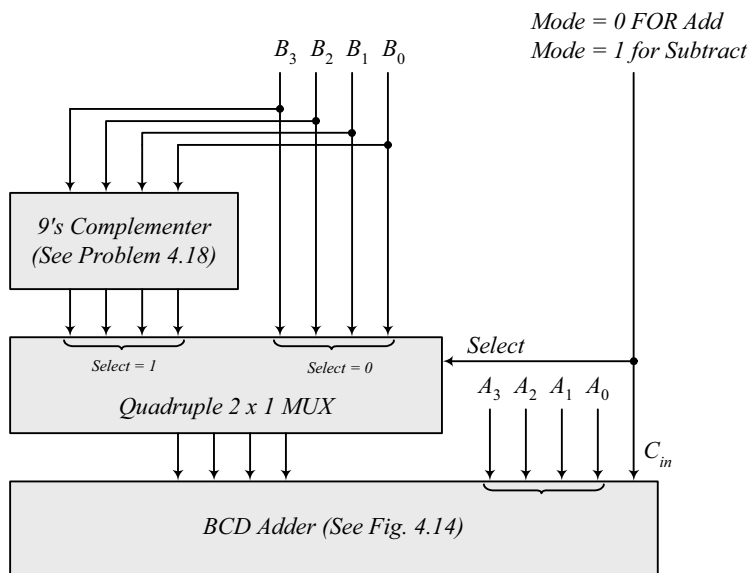 Mode = 0 FOR Add
Mode = 1 for Subtract
B3 B2 B1 B0
9's Complementer
(See Problem 4.18)
Select
Select = 1 Select = 0
Quadruple 2 x 1 MUX
A3 A2 A1 A0
Cin
BCD Adder (See Fig. 4.14)